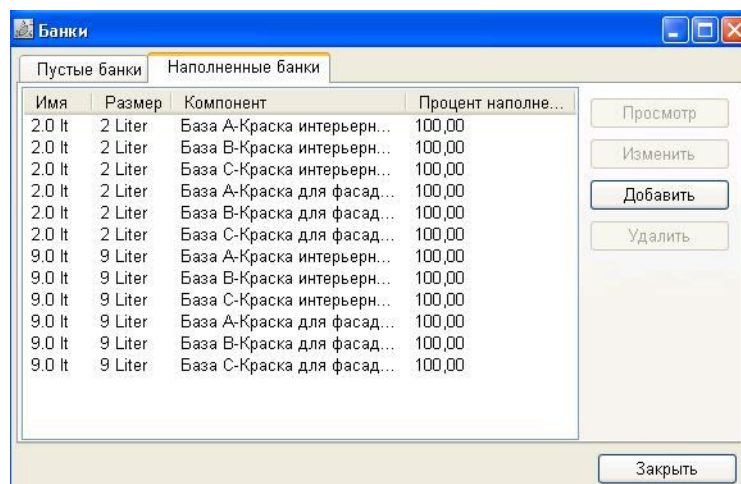 Банки
Пустые банки Наполненные банки
Имя Размер Компонент Процент наполне...
2.0 lt 2 Liter База A-Краска интерьерн... 100,00
2.0 lt 2 Liter База B-Краска интерьерн... 100,00
2.0 lt 2 Liter База C-Краска интерьерн... 100,00
2.0 lt 2 Liter База A-Краска для фасад... 100,00
2.0 lt 2 Liter База B-Краска для фасад... 100,00
2.0 lt 2 Liter База C-Краска для фасад... 100,00
9.0 lt 9 Liter База A-Краска интерьерн... 100,00
9.0 lt 9 Liter База B-Краска интерьерн... 100,00
9.0 lt 9 Liter База C-Краска интерьерн... 100,00
9.0 lt 9 Liter База A-Краска для фасад... 100,00
9.0 lt 9 Liter База B-Краска для фасад... 100,00
9.0 lt 9 Liter База C-Краска для фасад... 100,00
Просмотр
Изменить
Добавить
Удалить
Закрыть